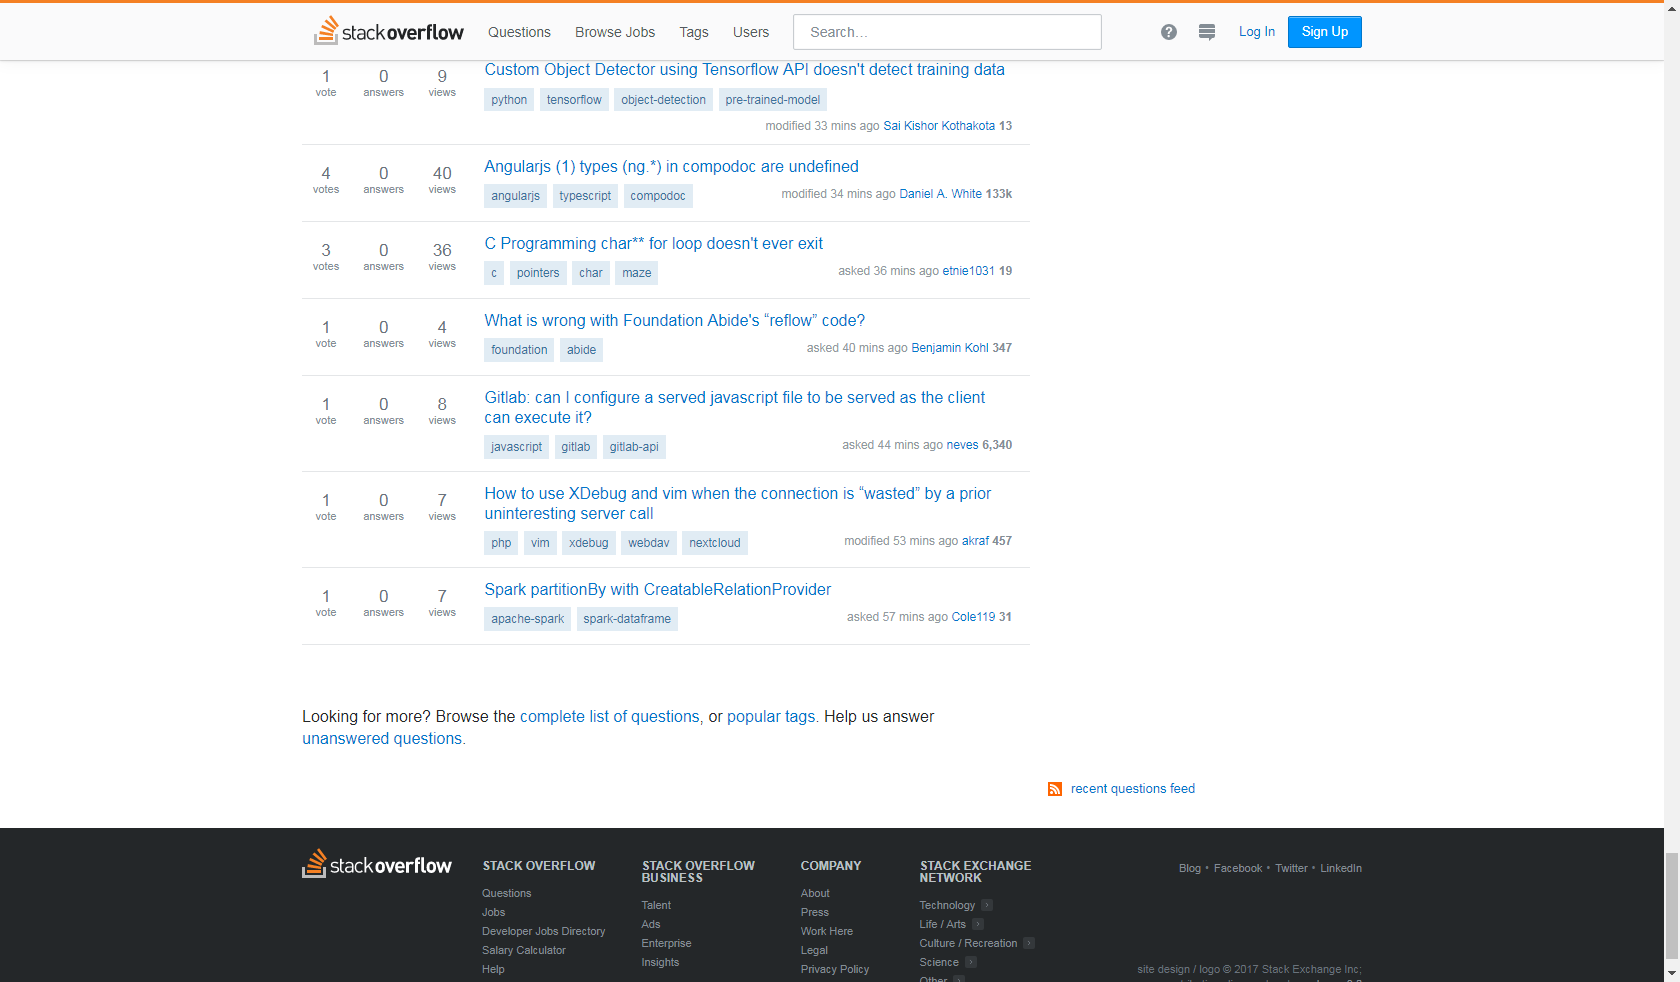 stackoverflow Questions Browse Jobs Tags Users Search... Log In Sign Up
1 0 9 Custom Object Detector using Tensorflow API doesn't detect training data
vote answers views
python tensorflow object-detection pre-trained-model
modified 33 mins ago Sai Kishor Kothakota 13
4 0 40 Angularjs (1) types (ng.*) in compodoc are undefined
votes answers views
angularjs typescript compodoc modified 34 mins ago Daniel A. White 133k
3 0 36 C Programming char** for loop doesn't ever exit
votes answers views
c pointers char maze asked 36 mins ago etnie1031 19
1 0 4 What is wrong with Foundation Abide's “reflow” code?
vote answers views
foundation abide asked 40 mins ago Benjamin Kohl 347
1 0 8 Gitlab: can I configure a served javascript file to be served as the client
vote answers views can execute it?
javascript gitlab gitlab-api asked 44 mins ago neves 6,340
1 0 7 How to use XDebug and vim when the connection is “wasted” by a prior
vote answers views uninteresting server call
php vim xdebug webdav nextcloud modified 53 mins ago akraf 457
1 0 7 Spark partitionBy with CreatableRelationProvider
vote answers views
apache-spark spark-dataframe asked 57 mins ago Cole119 31
Looking for more? Browse the complete list of questions, or popular tags. Help us answer
unanswered questions.
recent questions feed
stackoverflow
STACK OVERFLOW
Questions
Jobs
Developer Jobs Directory
Salary Calculator
Help
STACK OVERFLOW
BUSINESS
Talent
Ads
Enterprise
Insights
COMPANY
About
Press
Work Here
Legal
Privacy Policy
STACK EXCHANGE
NETWORK
Technology
Life / Arts
Culture / Recreation
Science
Other
Blog • Facebook • Twitter • LinkedIn
site design / logo © 2017 Stack Exchange Inc;